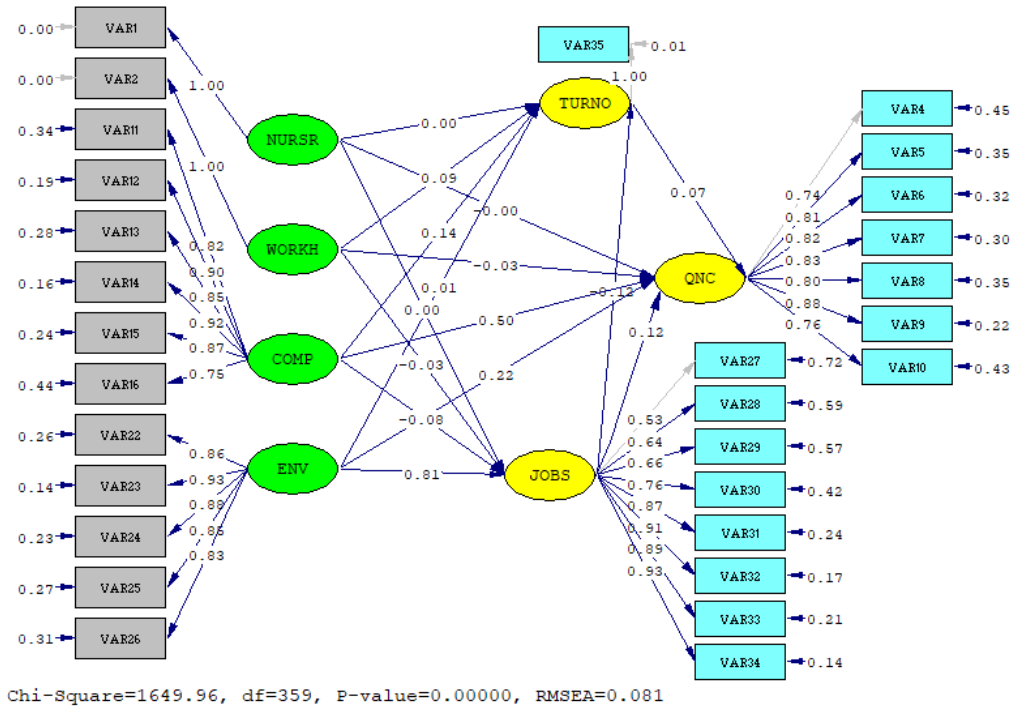 0.00 VAR1
0.00 VAR2
0.34 VAR11
0.19 VAR12
0.28 VAR13
0.16 VAR14
0.24 VAR15
0.44 VAR16
0.26 VAR22
0.14 VAR23
0.23 VAR24
0.27 VAR25
0.31 VAR26
1.00
1.00
0.82
0.90
0.85
0.92
0.87
0.75
0.86
0.93
0.88
0.85
0.83
NURSR
WORKH
COMP
ENV
0.00
0.09
0.14
0.01
-0.00
-0.03
0.50
0.22
0.00
-0.03
-0.08
0.81
VAR35 0.01
1.00
TURNO
0.07
QNC
-0.12
0.12
JOBS
0.74
0.81
0.82
0.83
0.80
0.88
0.76
VAR4 0.45
VAR5 0.35
VAR6 0.32
VAR7 0.30
VAR8 0.35
VAR9 0.22
VAR10 0.43
0.53
0.64
0.66
0.76
0.87
0.91
0.89
0.93
VAR27 0.72
VAR28 0.59
VAR29 0.57
VAR30 0.42
VAR31 0.24
VAR32 0.17
VAR33 0.21
VAR34 0.14
Chi-Square=1649.96, df=359, P-value=0.00000, RMSEA=0.081